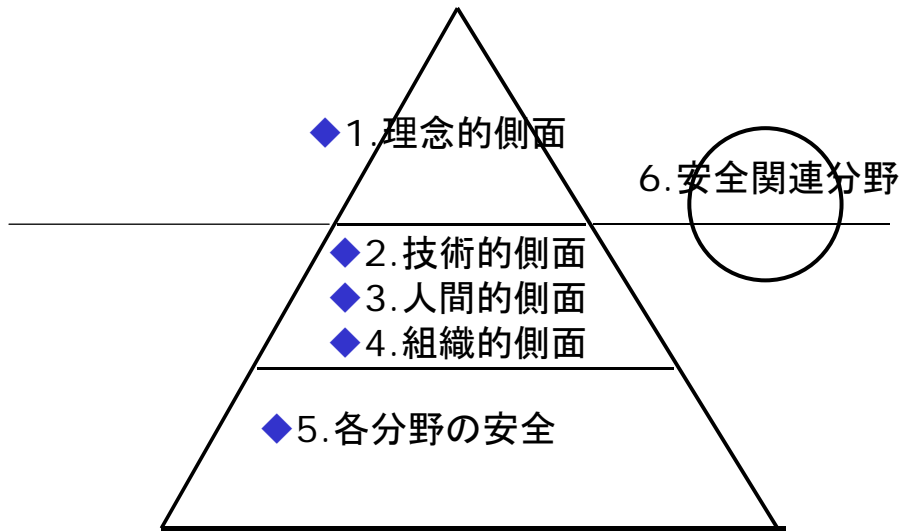 ◆1.理念的側面
6.安全関連分野
◆2.技術的側面
◆3.人間的側面
◆4.組織的側面
◆5.各分野の安全